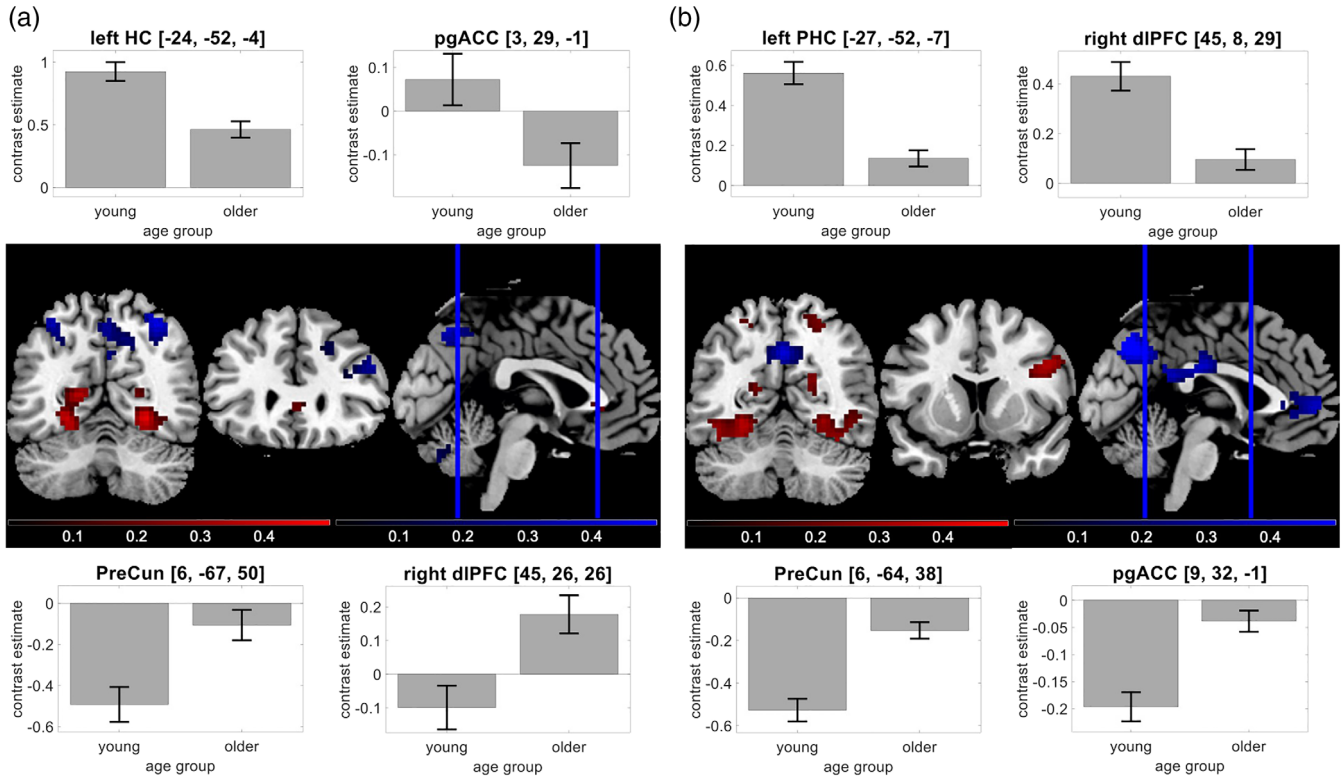 (a)
left HC [-24, -52, -4]
contrast estimate
1
0.5
0
young older
age group
pgACC [3, 29, -1]
contrast estimate
0.1
0
-0.1
young older
age group
(b)
left PHC [-27, -52, -7]
contrast estimate
0.6
0.4
0.2
0
young older
age group
right dlPFC [45, 8, 29]
contrast estimate
0.4
0.2
0
young older
age group
0.1 0.2 0.3 0.4
0.2 0.4
0.1 0.2 0.3 0.4
0.2 0.4
PreCun [6, -67, 50]
contrast estimate
0
-0.2
-0.4
-0.6
young older
age group
right dlPFC [45, 26, 26]
contrast estimate
0.2
0.1
0
-0.1
young older
age group
PreCun [6, -64, 38]
contrast estimate
0
-0.2
-0.4
-0.6
young older
age group
pgACC [9, 32, -1]
contrast estimate
0
-0.05
-0.1
-0.15
-0.2
young older
age group